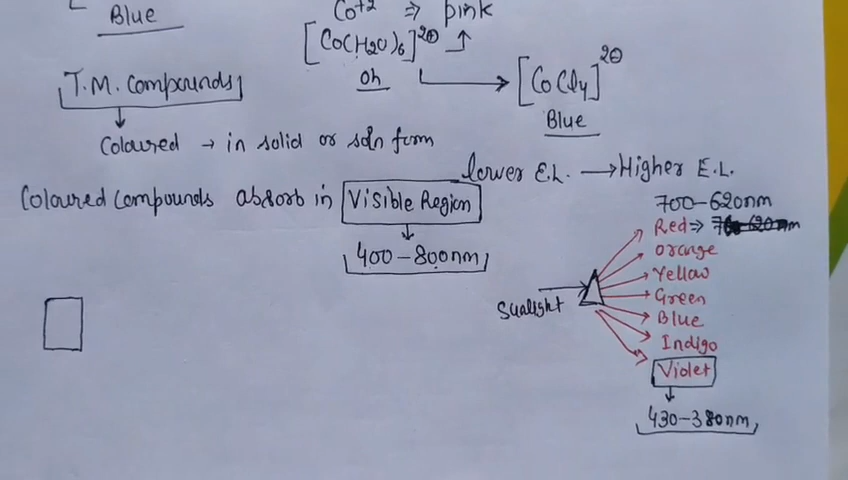 Blue
Co+2 ⇒ pink
[Co(H2O)6]2⊕
Oh
[CoCl4]2⊖
Blue
T.M. Compounds
Coloured → in solid or soln form
lower E.L. → Higher E.L.
Coloured Compounds absorb in Visible Region
400-800nm
700-620nm
Red ⇒
Orange
Yellow
Green
Blue
Indigo
Violet
Sunlight
430-380nm